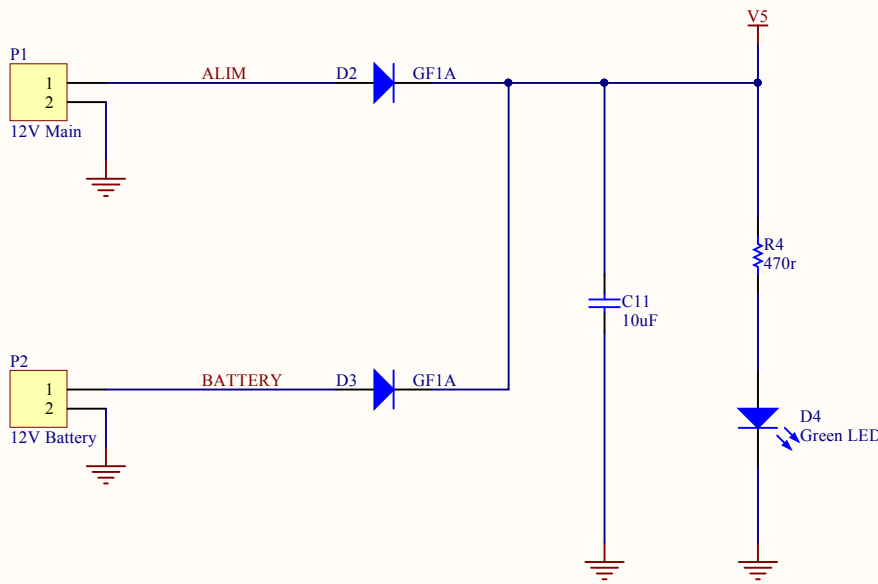 V5
P1
1
2
12V Main
ALIM
D2
GF1A
R4
470r
C11
10uF
P2
1
2
12V Battery
BATTERY
D3
GF1A
D4
Green LED